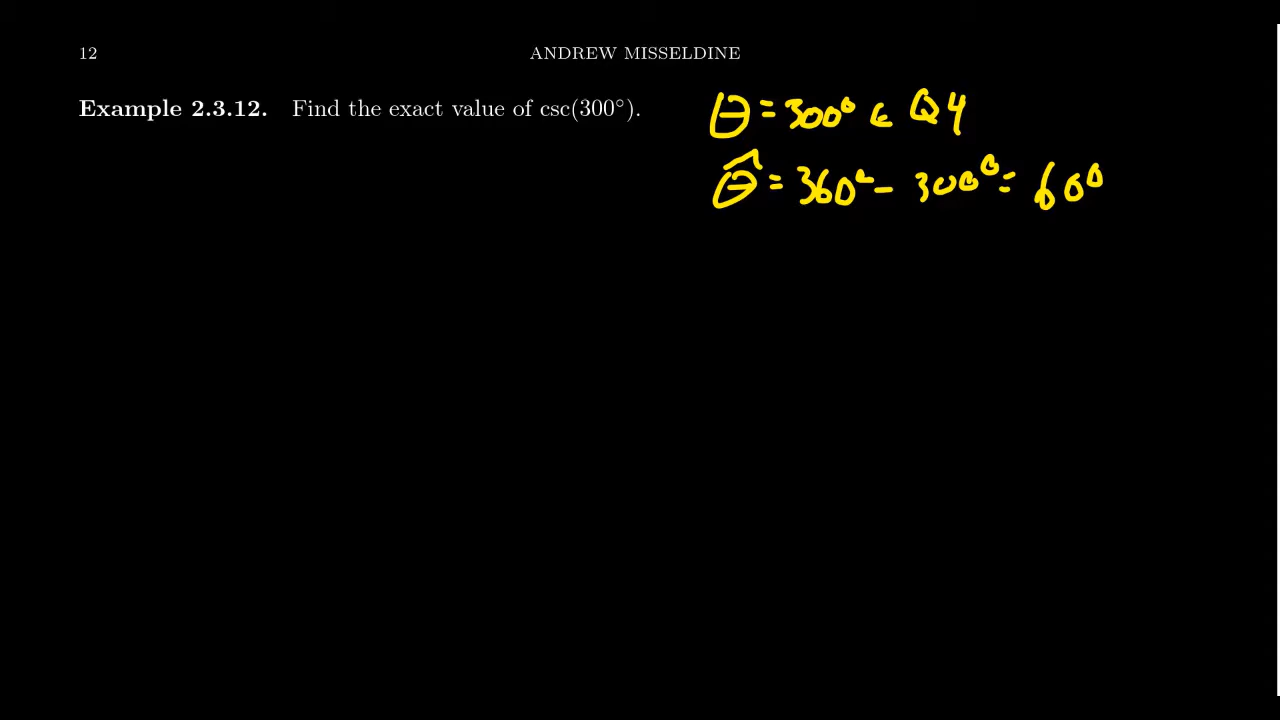 12
ANDREW MISSELDINE
Example 2.3.12. Find the exact value of csc(300°).
θ = 300° ∈ Q4
θ̂ = 360° - 300° = 60°